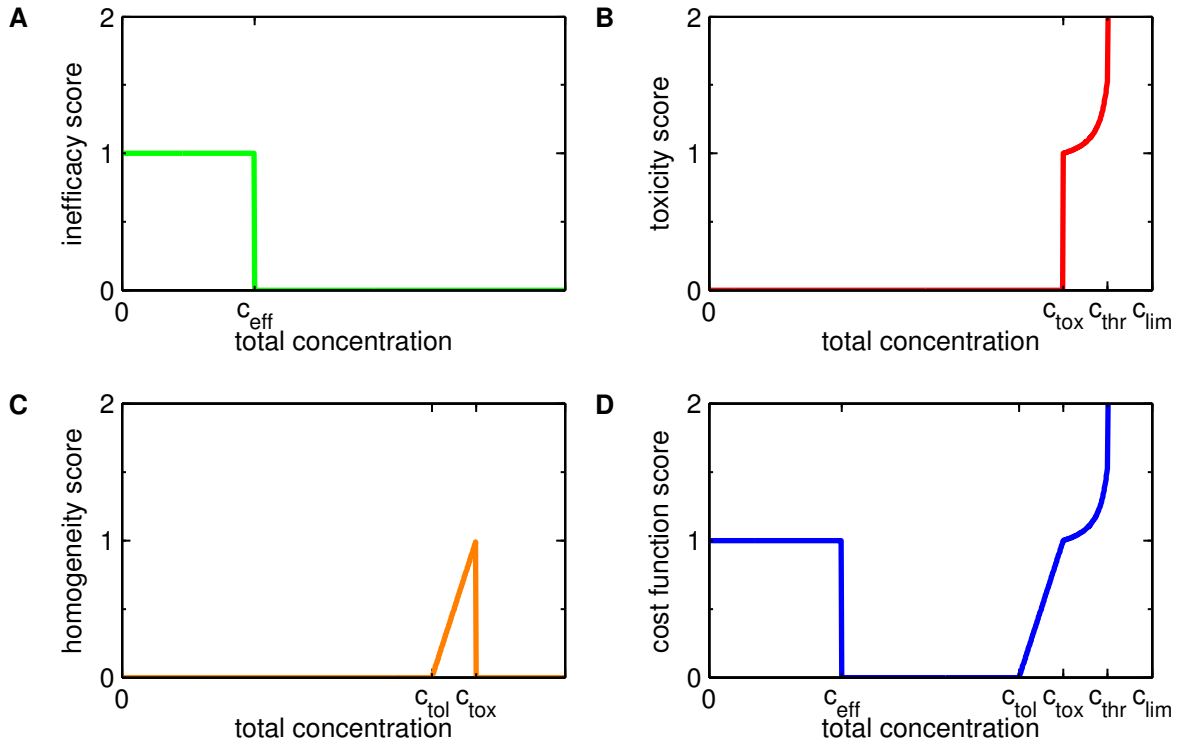 A
2
1
0
inefficacy score
0
c_eff
total concentration
B
2
1
0
toxicity score
0
c_tox c_thr c_lim
total concentration
C
2
1
0
homogeneity score
0
c_tol c_tox
total concentration
D
2
1
0
cost function score
0
c_eff c_tol c_tox c_thr c_lim
total concentration